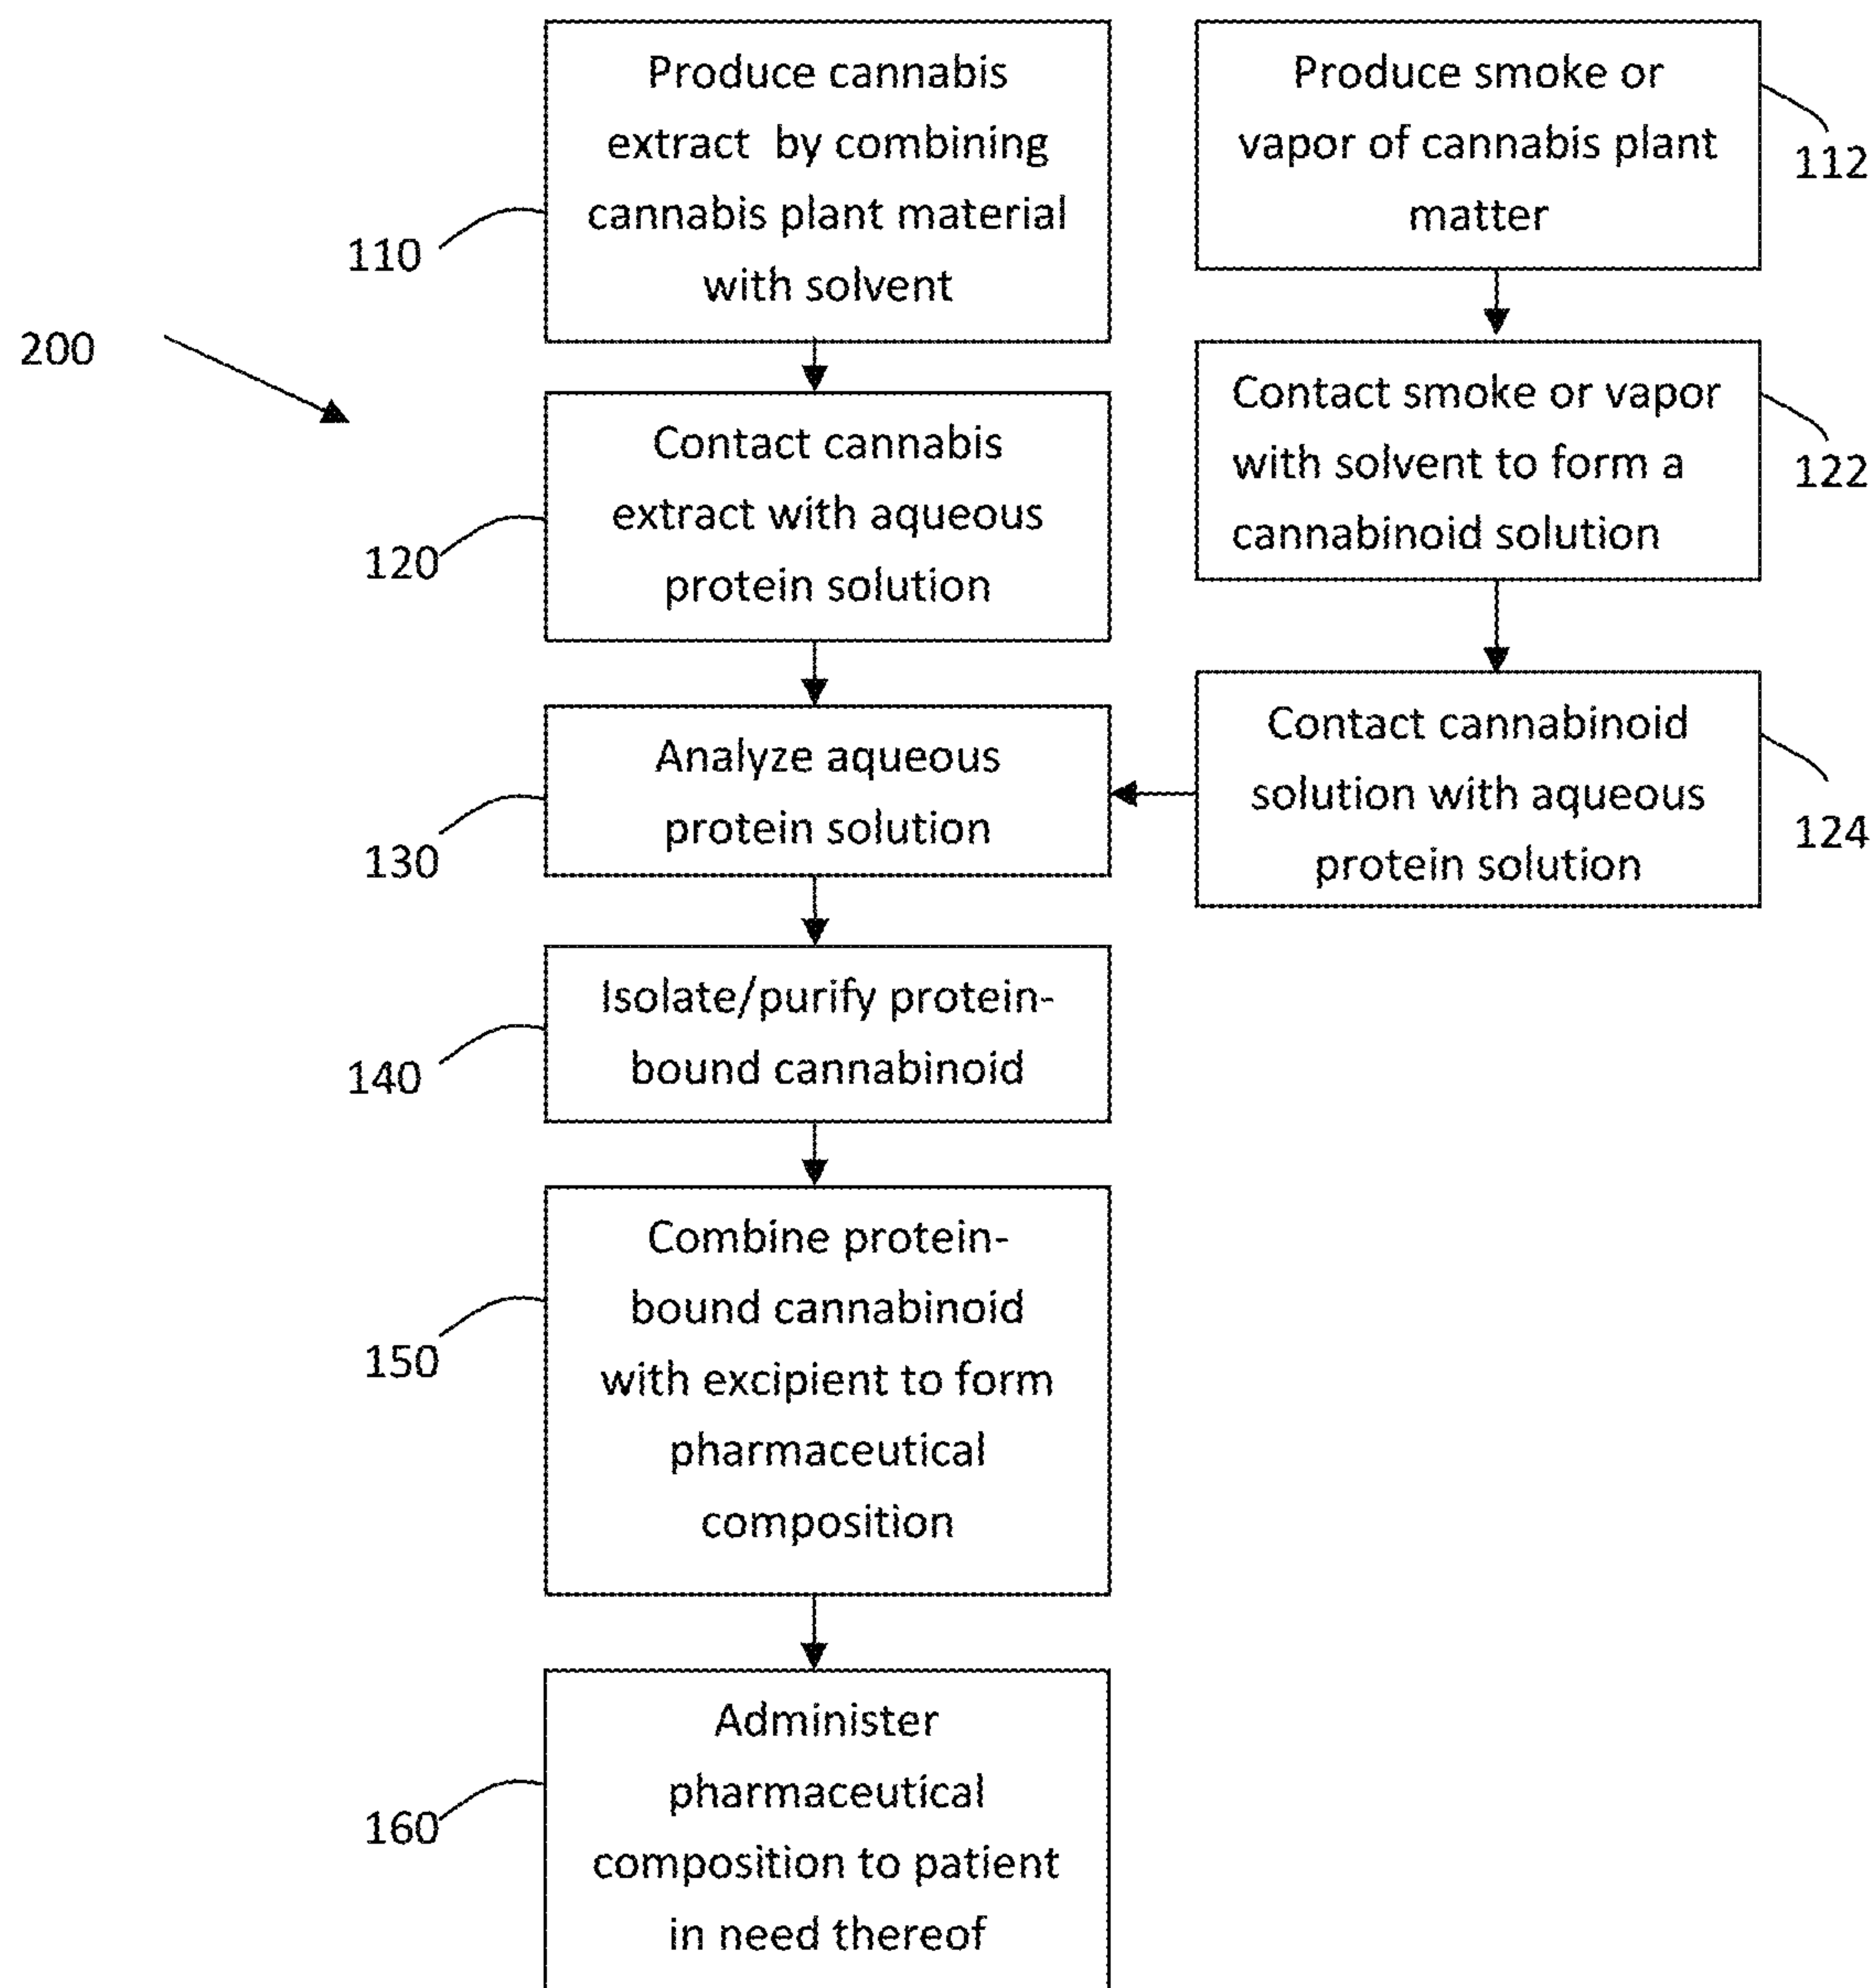 Produce cannabis
extract by combining
cannabis plant material
with solvent
110
200
Contact cannabis
extract with aqueous
protein solution
120
Analyze aqueous
protein solution
130
Isolate/purify protein-
bound cannabinoid
140
Combine protein-
bound cannabinoid
with excipient to form
pharmaceutical
composition
150
Administer
pharmaceutical
composition to patient
in need thereof
160
Produce smoke or
vapor of cannabis plant
matter
112
Contact smoke or vapor
with solvent to form a
cannabinoid solution
122
Contact cannabinoid
solution with aqueous
protein solution
124